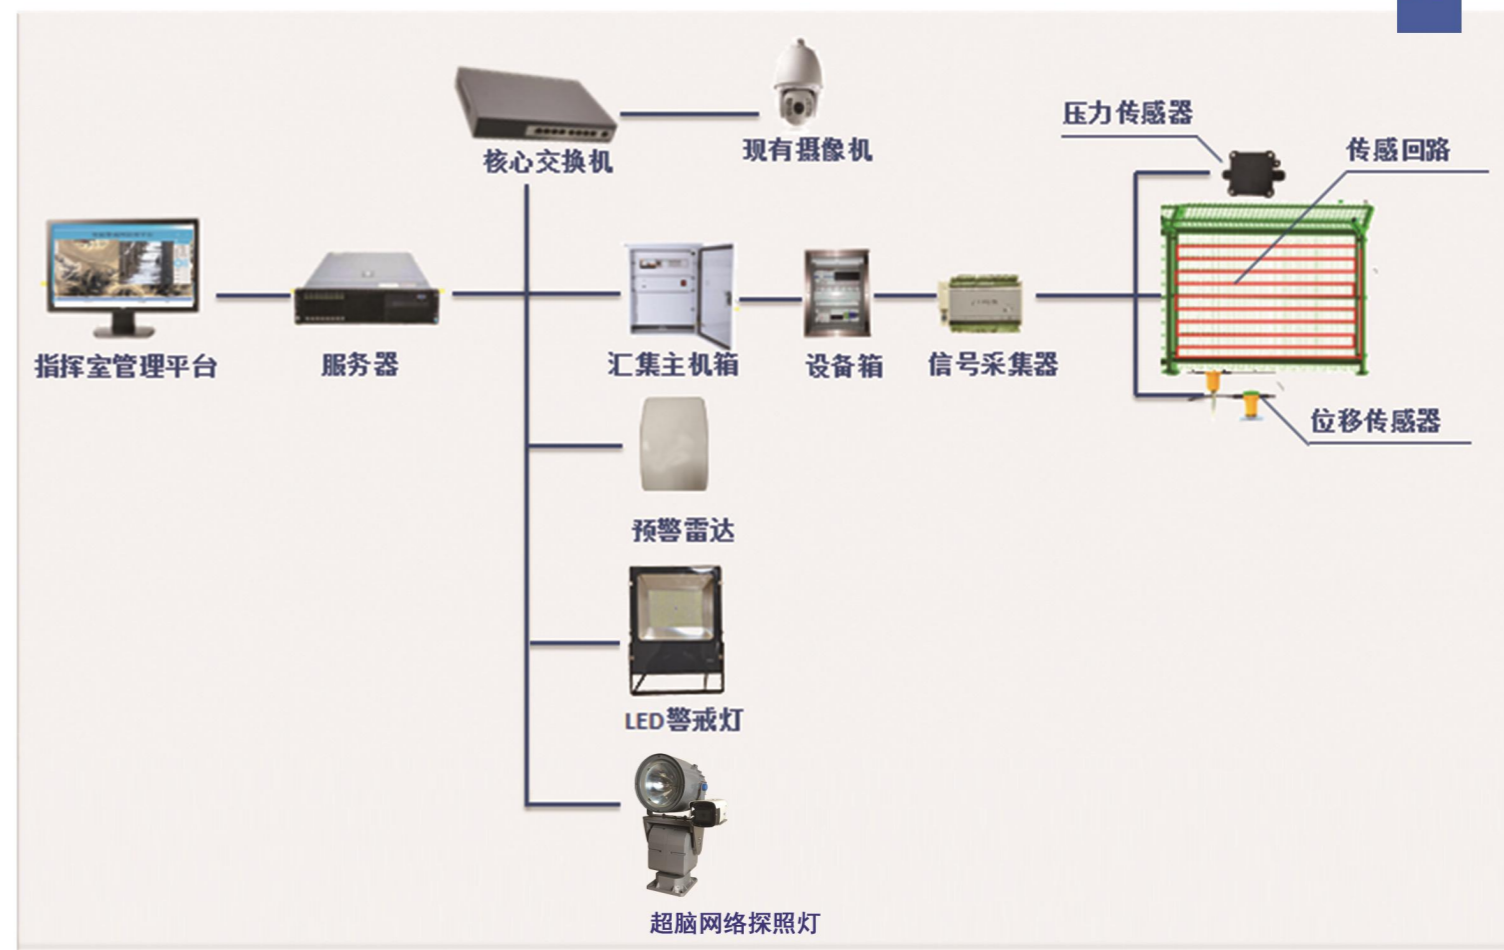 核心交换机
现有摄像机
压力传感器
传感回路
指挥室管理平台
服务器
汇集主机箱
设备箱
信号采集器
位移传感器
预警雷达
LED警戒灯
超脑网络探照灯